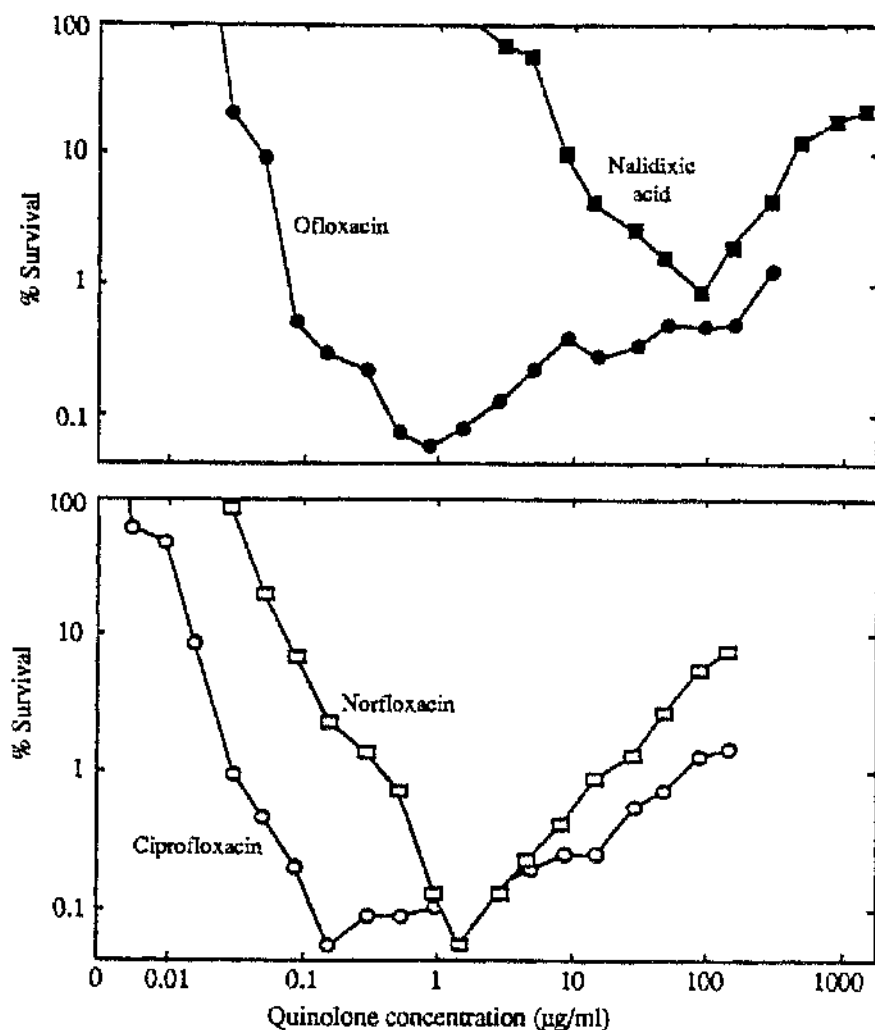 100
10
1
0.1
% Survival
Ofloxacin
Nalidixic
acid
100
10
1
0.1
% Survival
Norfloxacin
Ciprofloxacin
0 0.01 0.1 1 10 100 1000
Quinolone concentration (µg/ml)